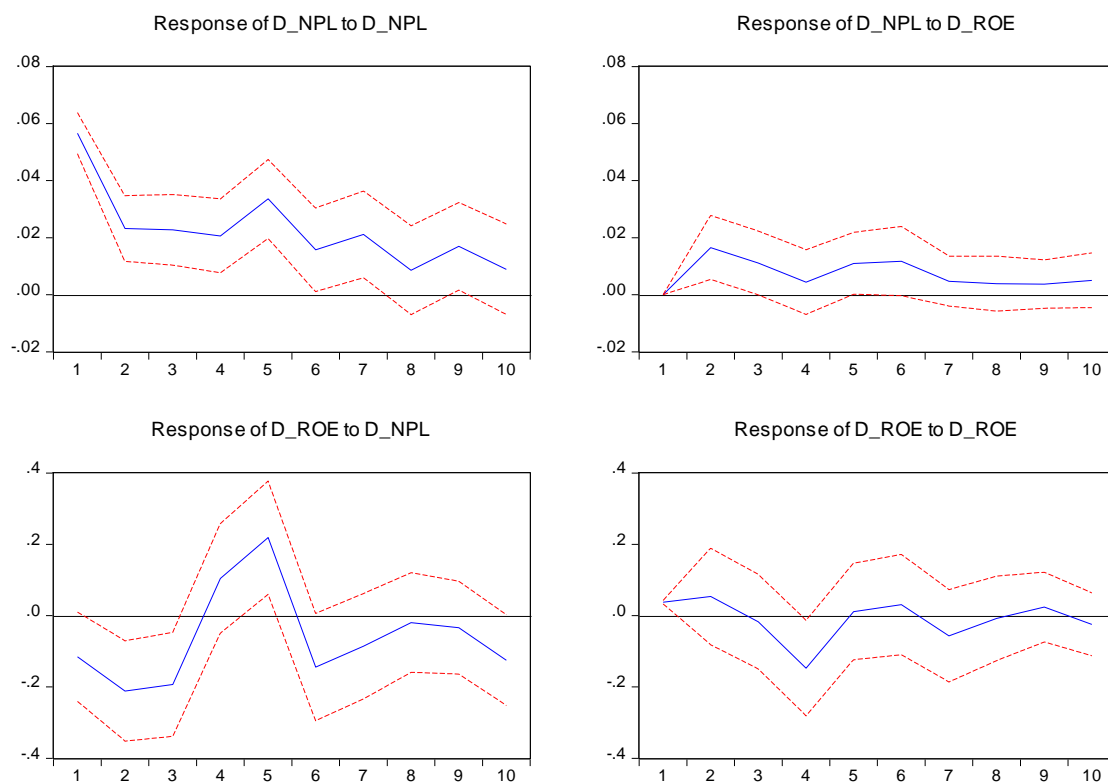 Response of D_NPL to D_NPL
.08
.06
.04
.02
.00
-.02
1 2 3 4 5 6 7 8 9 10
Response of D_NPL to D_ROE
.08
.06
.04
.02
.00
-.02
1 2 3 4 5 6 7 8 9 10
Response of D_ROE to D_NPL
.4
.2
.0
-.2
-.4
1 2 3 4 5 6 7 8 9 10
Response of D_ROE to D_ROE
.4
.2
.0
-.2
-.4
1 2 3 4 5 6 7 8 9 10